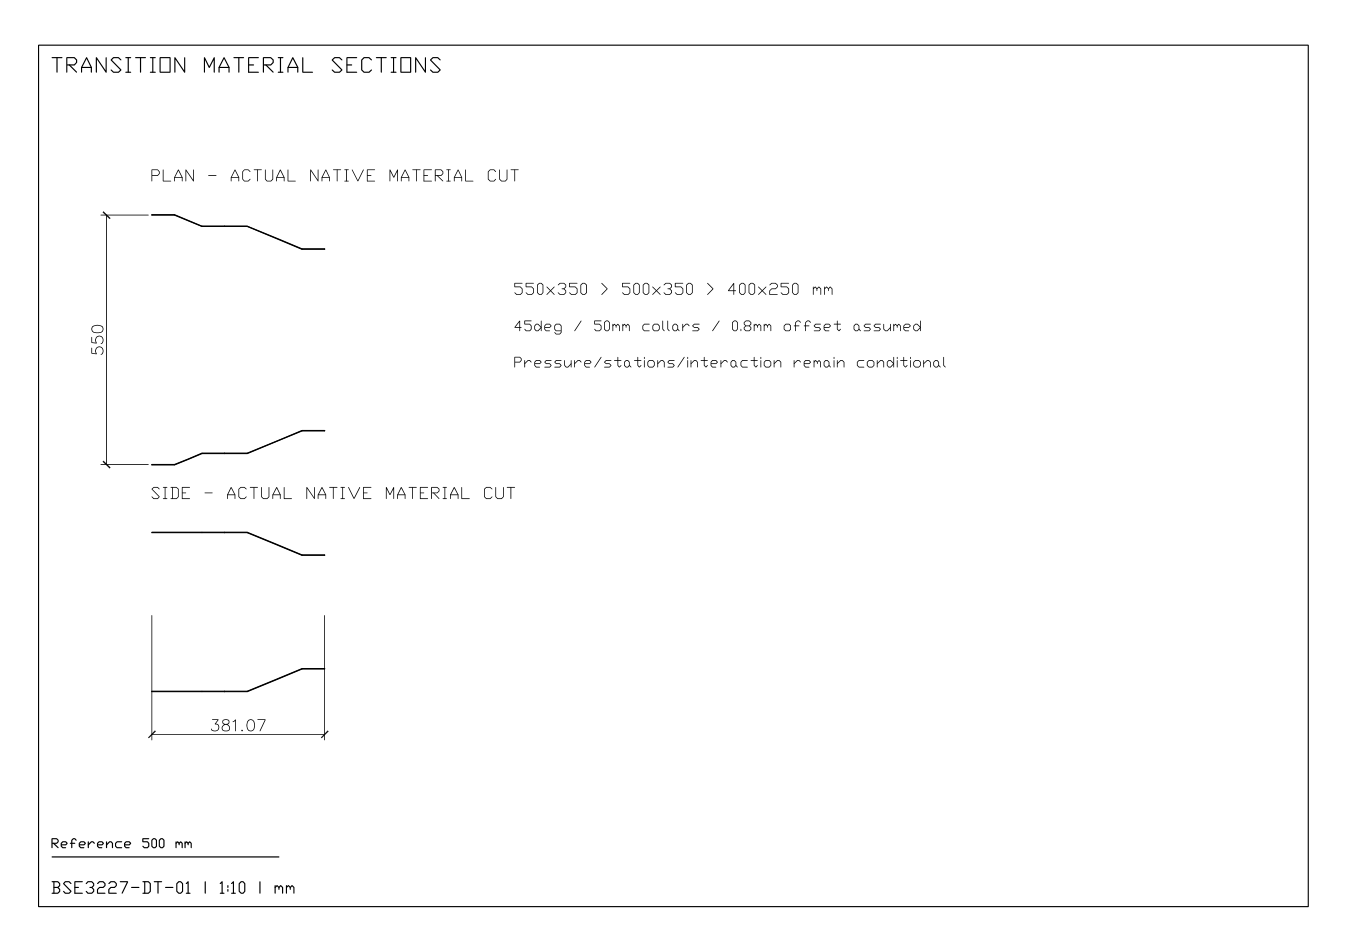 TRANSITION MATERIAL SECTIONS
PLAN - ACTUAL NATIVE MATERIAL CUT
550x350 > 500x350 > 400x250 mm
45deg / 50mm collars / 0.8mm offset assumed
550
Pressure/stations/interaction remain conditional
SIDE - ACTUAL NATIVE MATERIAL CUT
381.07
Reference 500 mm
BSE3227-DT-01 | 1:10 | mm